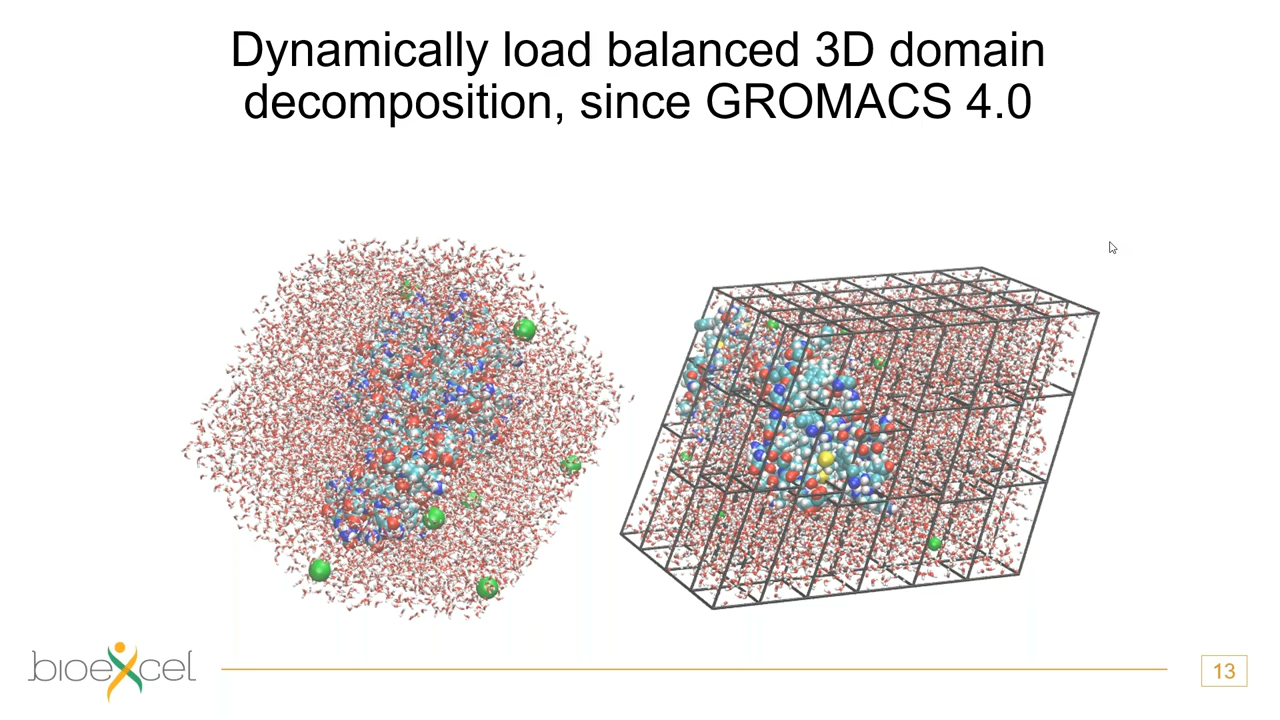 Dynamically load balanced 3D domain
decomposition, since GROMACS 4.0
bioexcel
13